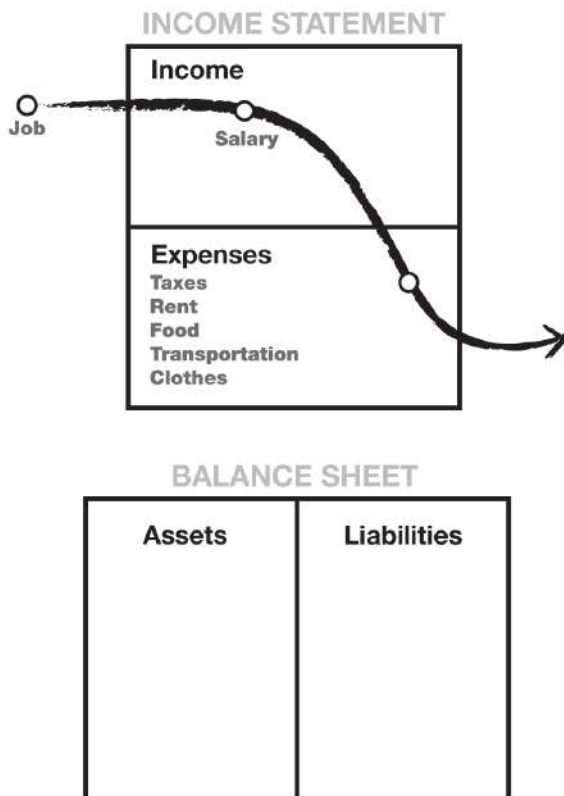 INCOME STATEMENT
Income
Job
Salary
Expenses
Taxes
Rent
Food
Transportation
Clothes
BALANCE SHEET
Assets
Liabilities